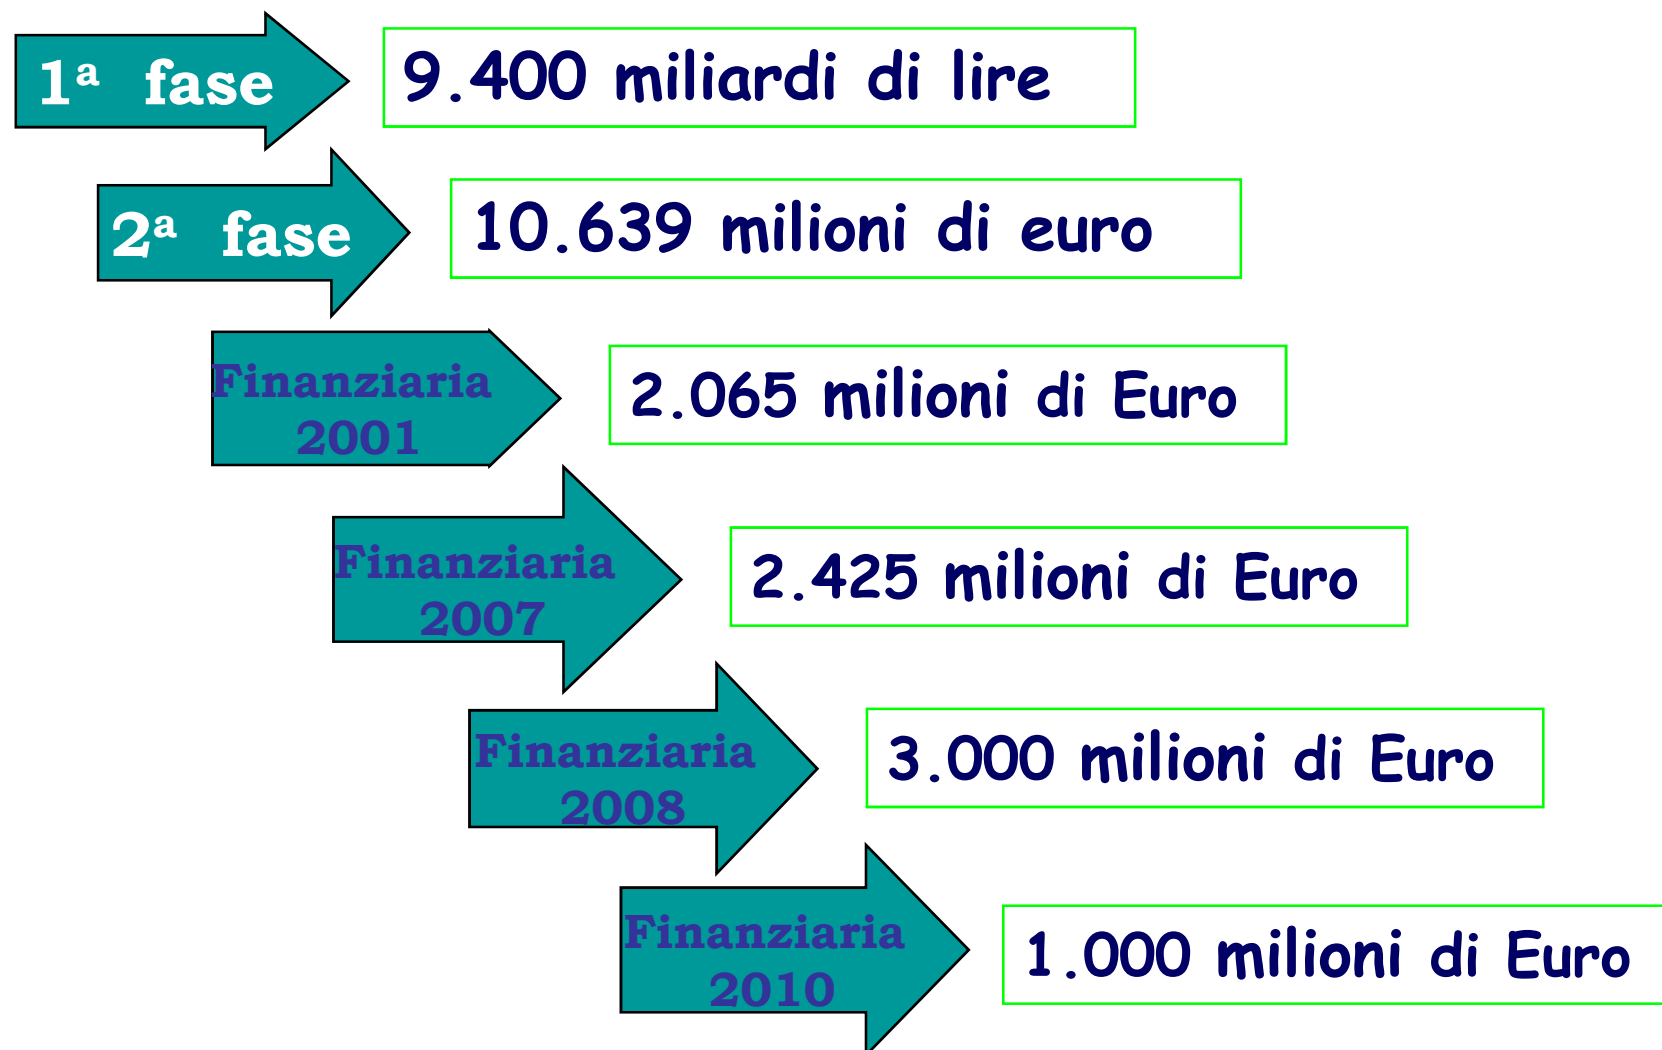 1ª fase
9.400 miliardi di lire
2ª fase
10.639 milioni di euro
Finanziaria
2001
2.065 milioni di Euro
Finanziaria
2007
2.425 milioni di Euro
Finanziaria
2008
3.000 milioni di Euro
Finanziaria
2010
1.000 milioni di Euro